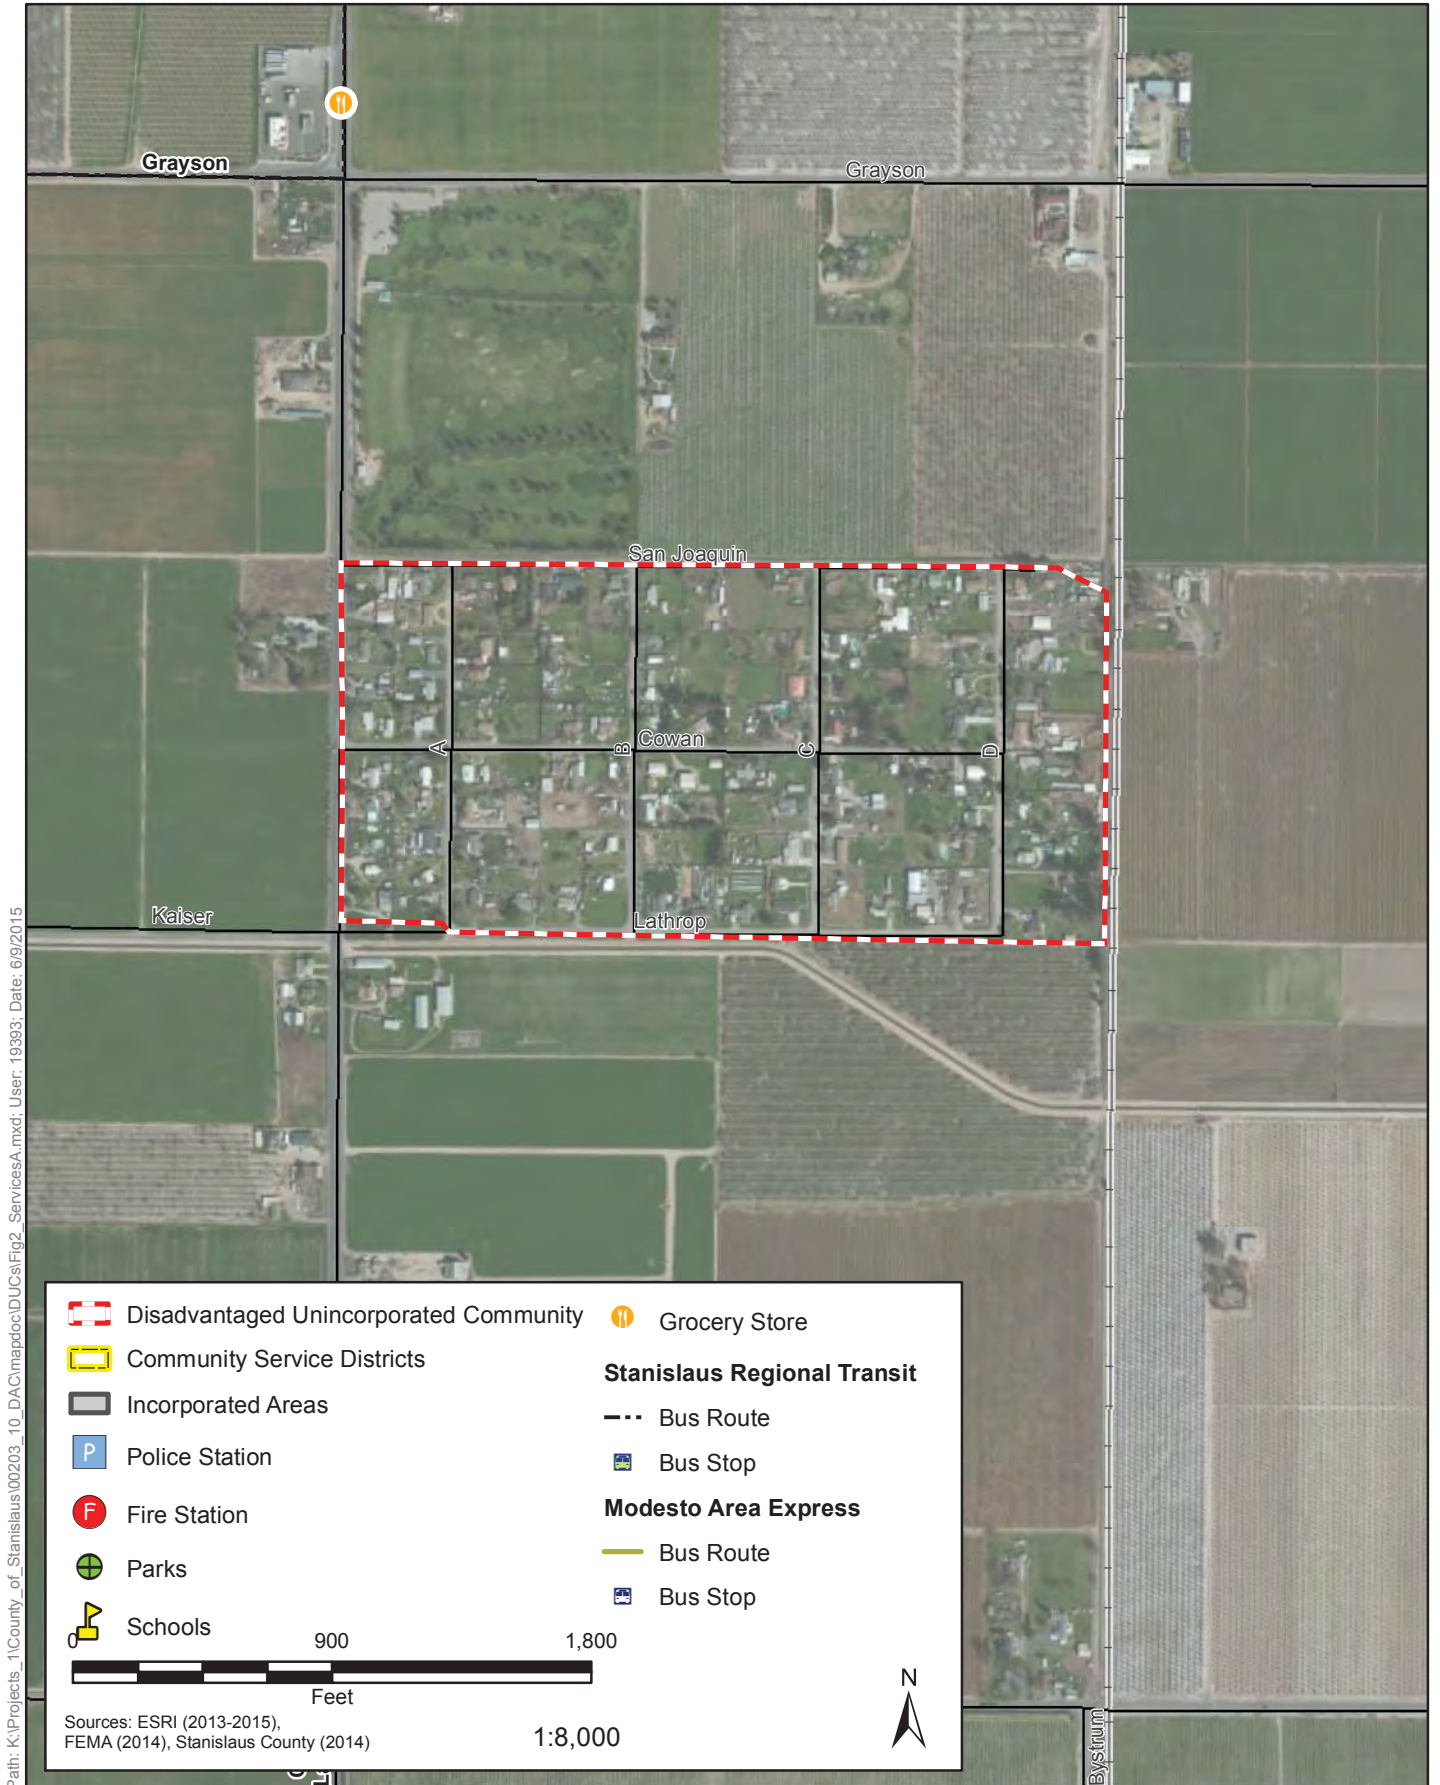 Grayson
Grayson
San Joaquin
A
B
Cowan
C
D
Kaiser
Lathrop
Path: K:\Projects_1\County_of_Stanislaus\00203_10_DAC\mapdoc\DUCs\Fig2_ServicesA.mxd; User: 19393; Date: 6/9/2015
Disadvantaged Unincorporated Community
Community Service Districts
Incorporated Areas
P
Police Station
F
Fire Station
Parks
Schools
Grocery Store
Stanislaus Regional Transit
Bus Route
Bus Stop
Modesto Area Express
Bus Route
Bus Stop
0 900 1,800
Feet
Sources: ESRI (2013-2015),
FEMA (2014), Stanislaus County (2014)
1:8,000
N
Bystrum